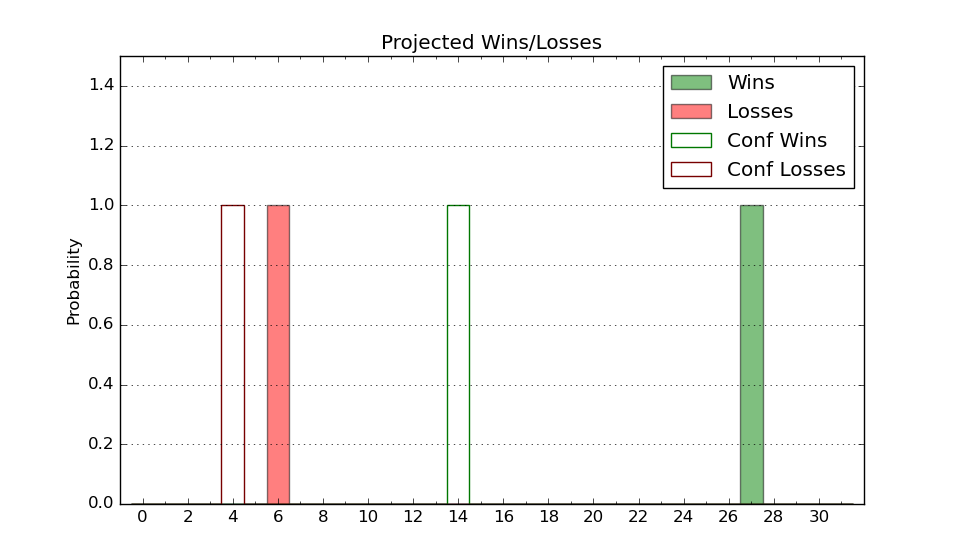 Projected Wins/Losses
Wins
Losses
Conf Wins
Conf Losses
Probability
1.4
1.2
1.0
0.8
0.6
0.4
0.2
0.0
0 2 4 6 8 10 12 14 16 18 20 22 24 26 28 30